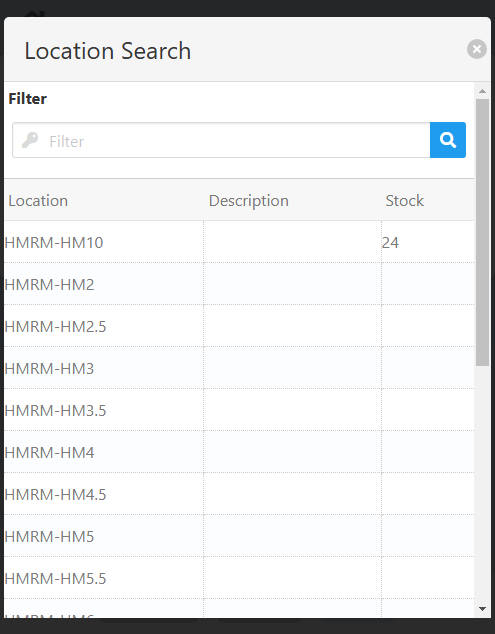 Location Search
Filter
Filter
Location Description Stock
HMRM-HM10 24
HMRM-HM2
HMRM-HM2.5
HMRM-HM3
HMRM-HM3.5
HMRM-HM4
HMRM-HM4.5
HMRM-HM5
HMRM-HM5.5